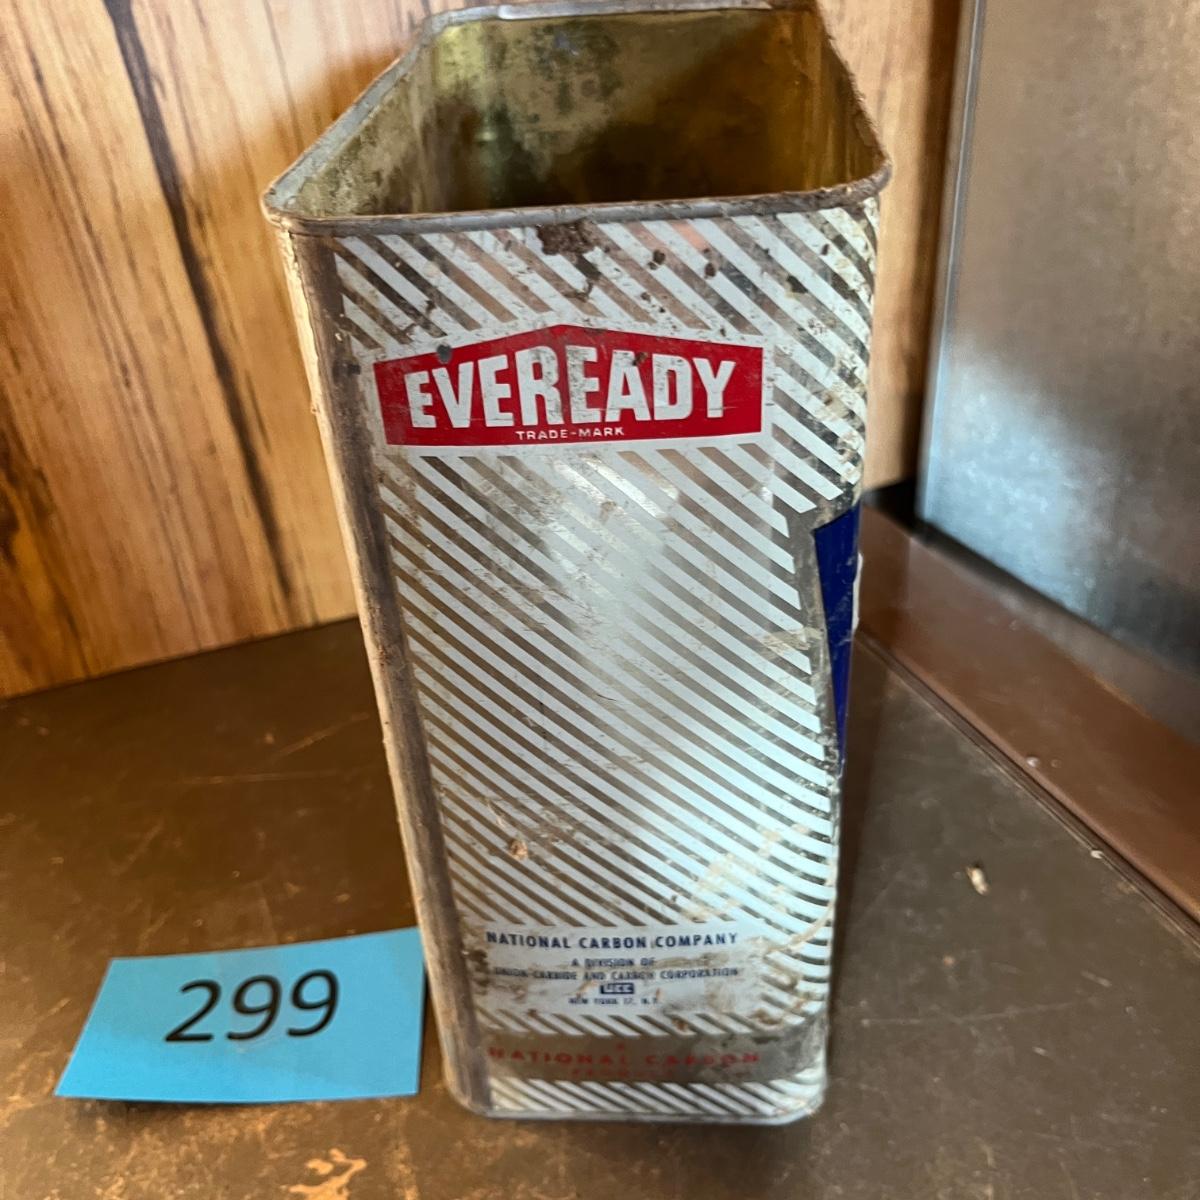 EVEREADY
TRADE-MARK
NATIONAL CARBON COMPANY
A DIVISION OF
UNION CARBIDE AND CARBON CORPORATION
UCC
NEW YORK 17, N.Y.
A
NATIONAL CARBON
PRODUCT
299